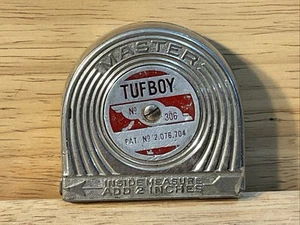 MASTER
TUFBOY
Nº 306
PAT. Nº 2,076,704
INSIDE MEASURE
ADD 2 INCHES